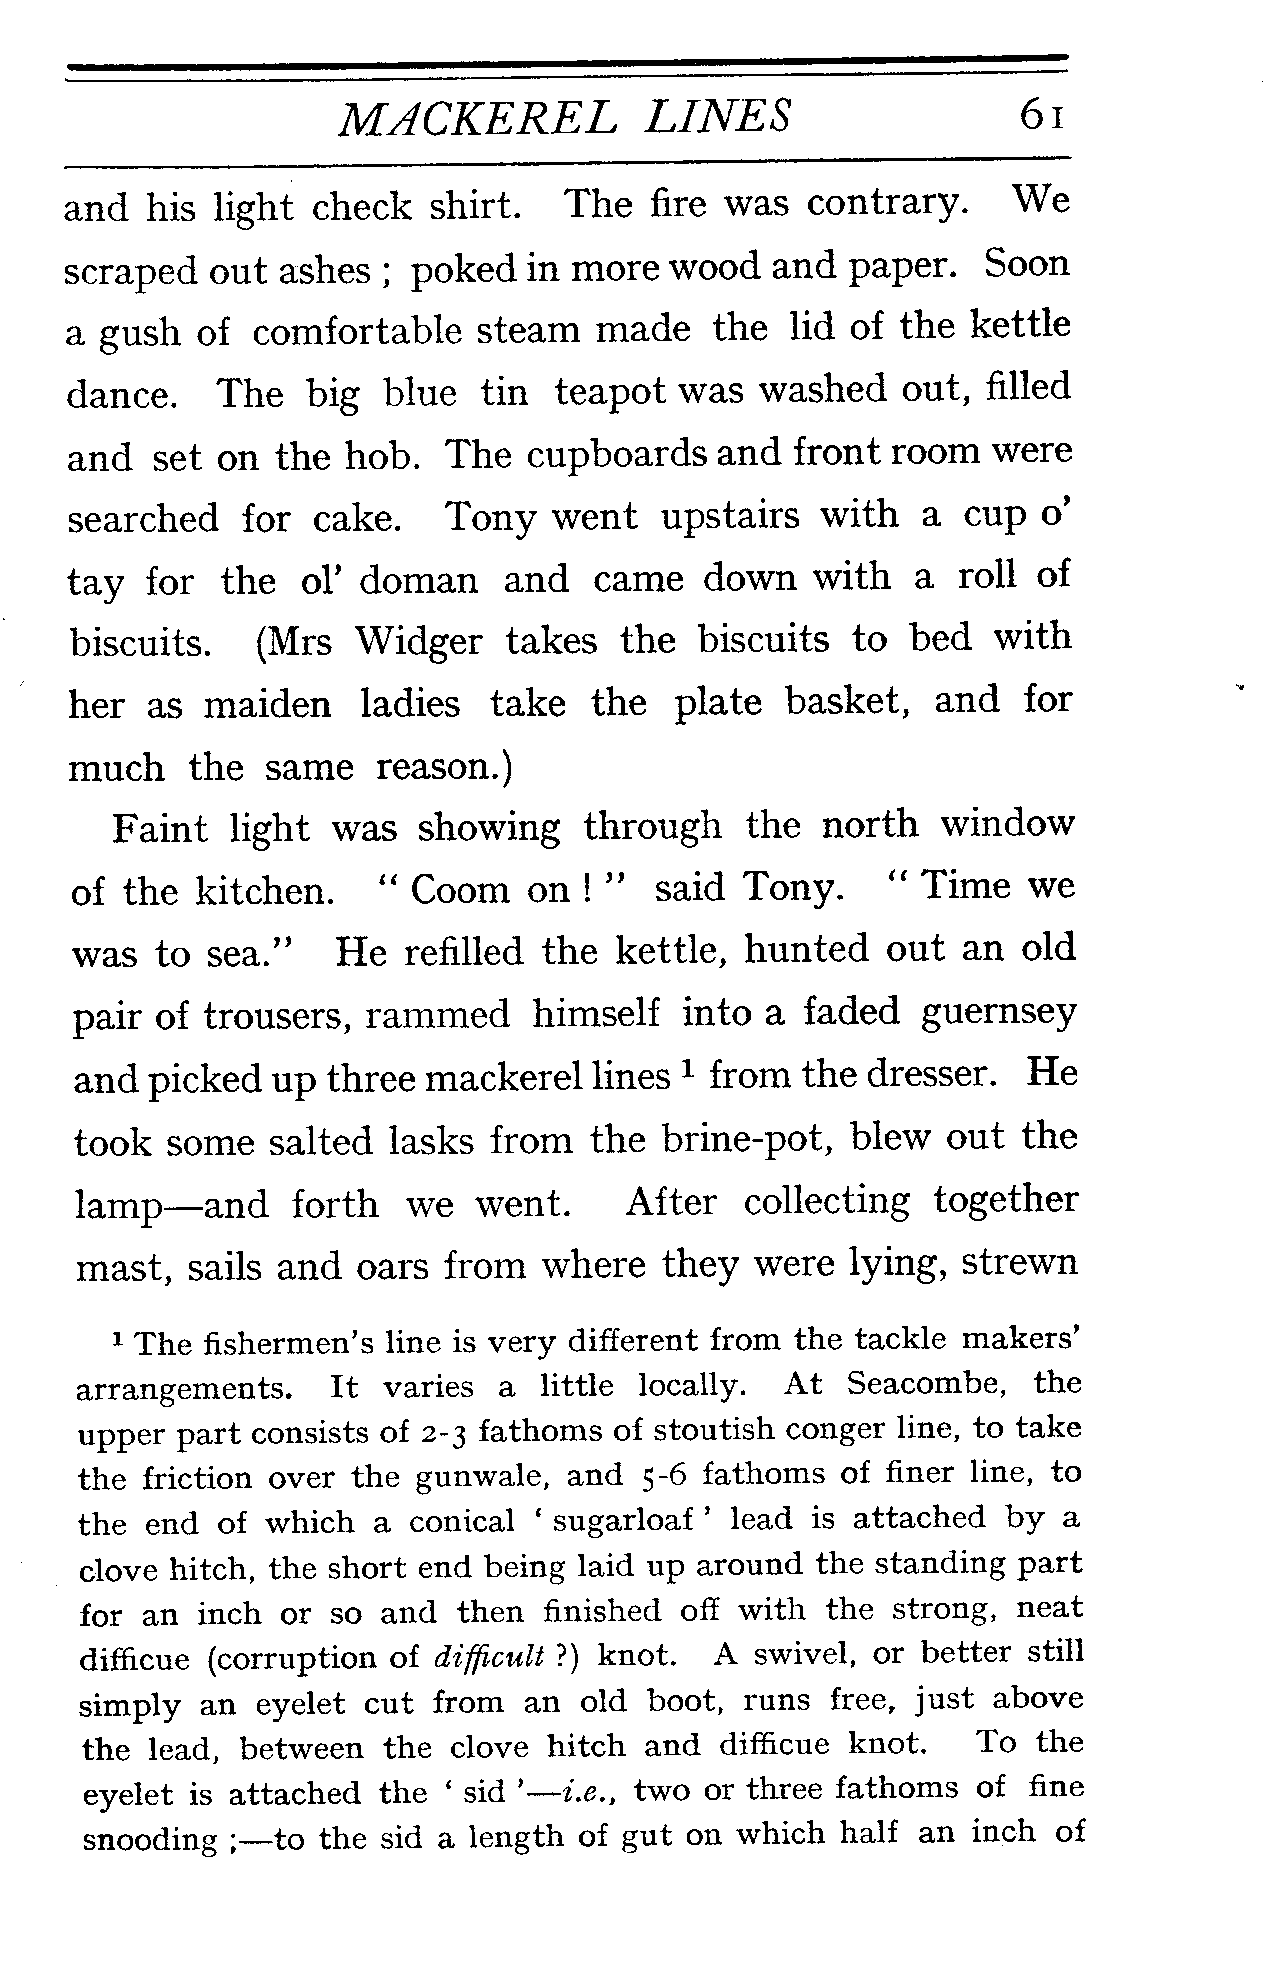 MACKEREL LINES 61
and his light check shirt. The fire was contrary. We
scraped out ashes ; poked in more wood and paper. Soon
a gush of comfortable steam made the lid of the kettle
dance. The big blue tin teapot was washed out, filled
and set on the hob. The cupboards and front room were
searched for cake. Tony went upstairs with a cup o'
tay for the ol' doman and came down with a roll of
biscuits. (Mrs Widger takes the biscuits to bed with
her as maiden ladies take the plate basket, and for
much the same reason.)
Faint light was showing through the north window
of the kitchen. “ Coom on ! ” said Tony. “ Time we
was to sea.” He refilled the kettle, hunted out an old
pair of trousers, rammed himself into a faded guernsey
and picked up three mackerel lines ¹ from the dresser. He
took some salted lasks from the brine-pot, blew out the
lamp—and forth we went. After collecting together
mast, sails and oars from where they were lying, strewn
¹ The fishermen's line is very different from the tackle makers'
arrangements. It varies a little locally. At Seacombe, the
upper part consists of 2-3 fathoms of stoutish conger line, to take
the friction over the gunwale, and 5-6 fathoms of finer line, to
the end of which a conical ‘ sugarloaf ’ lead is attached by a
clove hitch, the short end being laid up around the standing part
for an inch or so and then finished off with the strong, neat
difficue (corruption of difficult ?) knot. A swivel, or better still
simply an eyelet cut from an old boot, runs free, just above
the lead, between the clove hitch and difficue knot. To the
eyelet is attached the ‘ sid ’—i.e., two or three fathoms of fine
snooding ;—to the sid a length of gut on which half an inch of